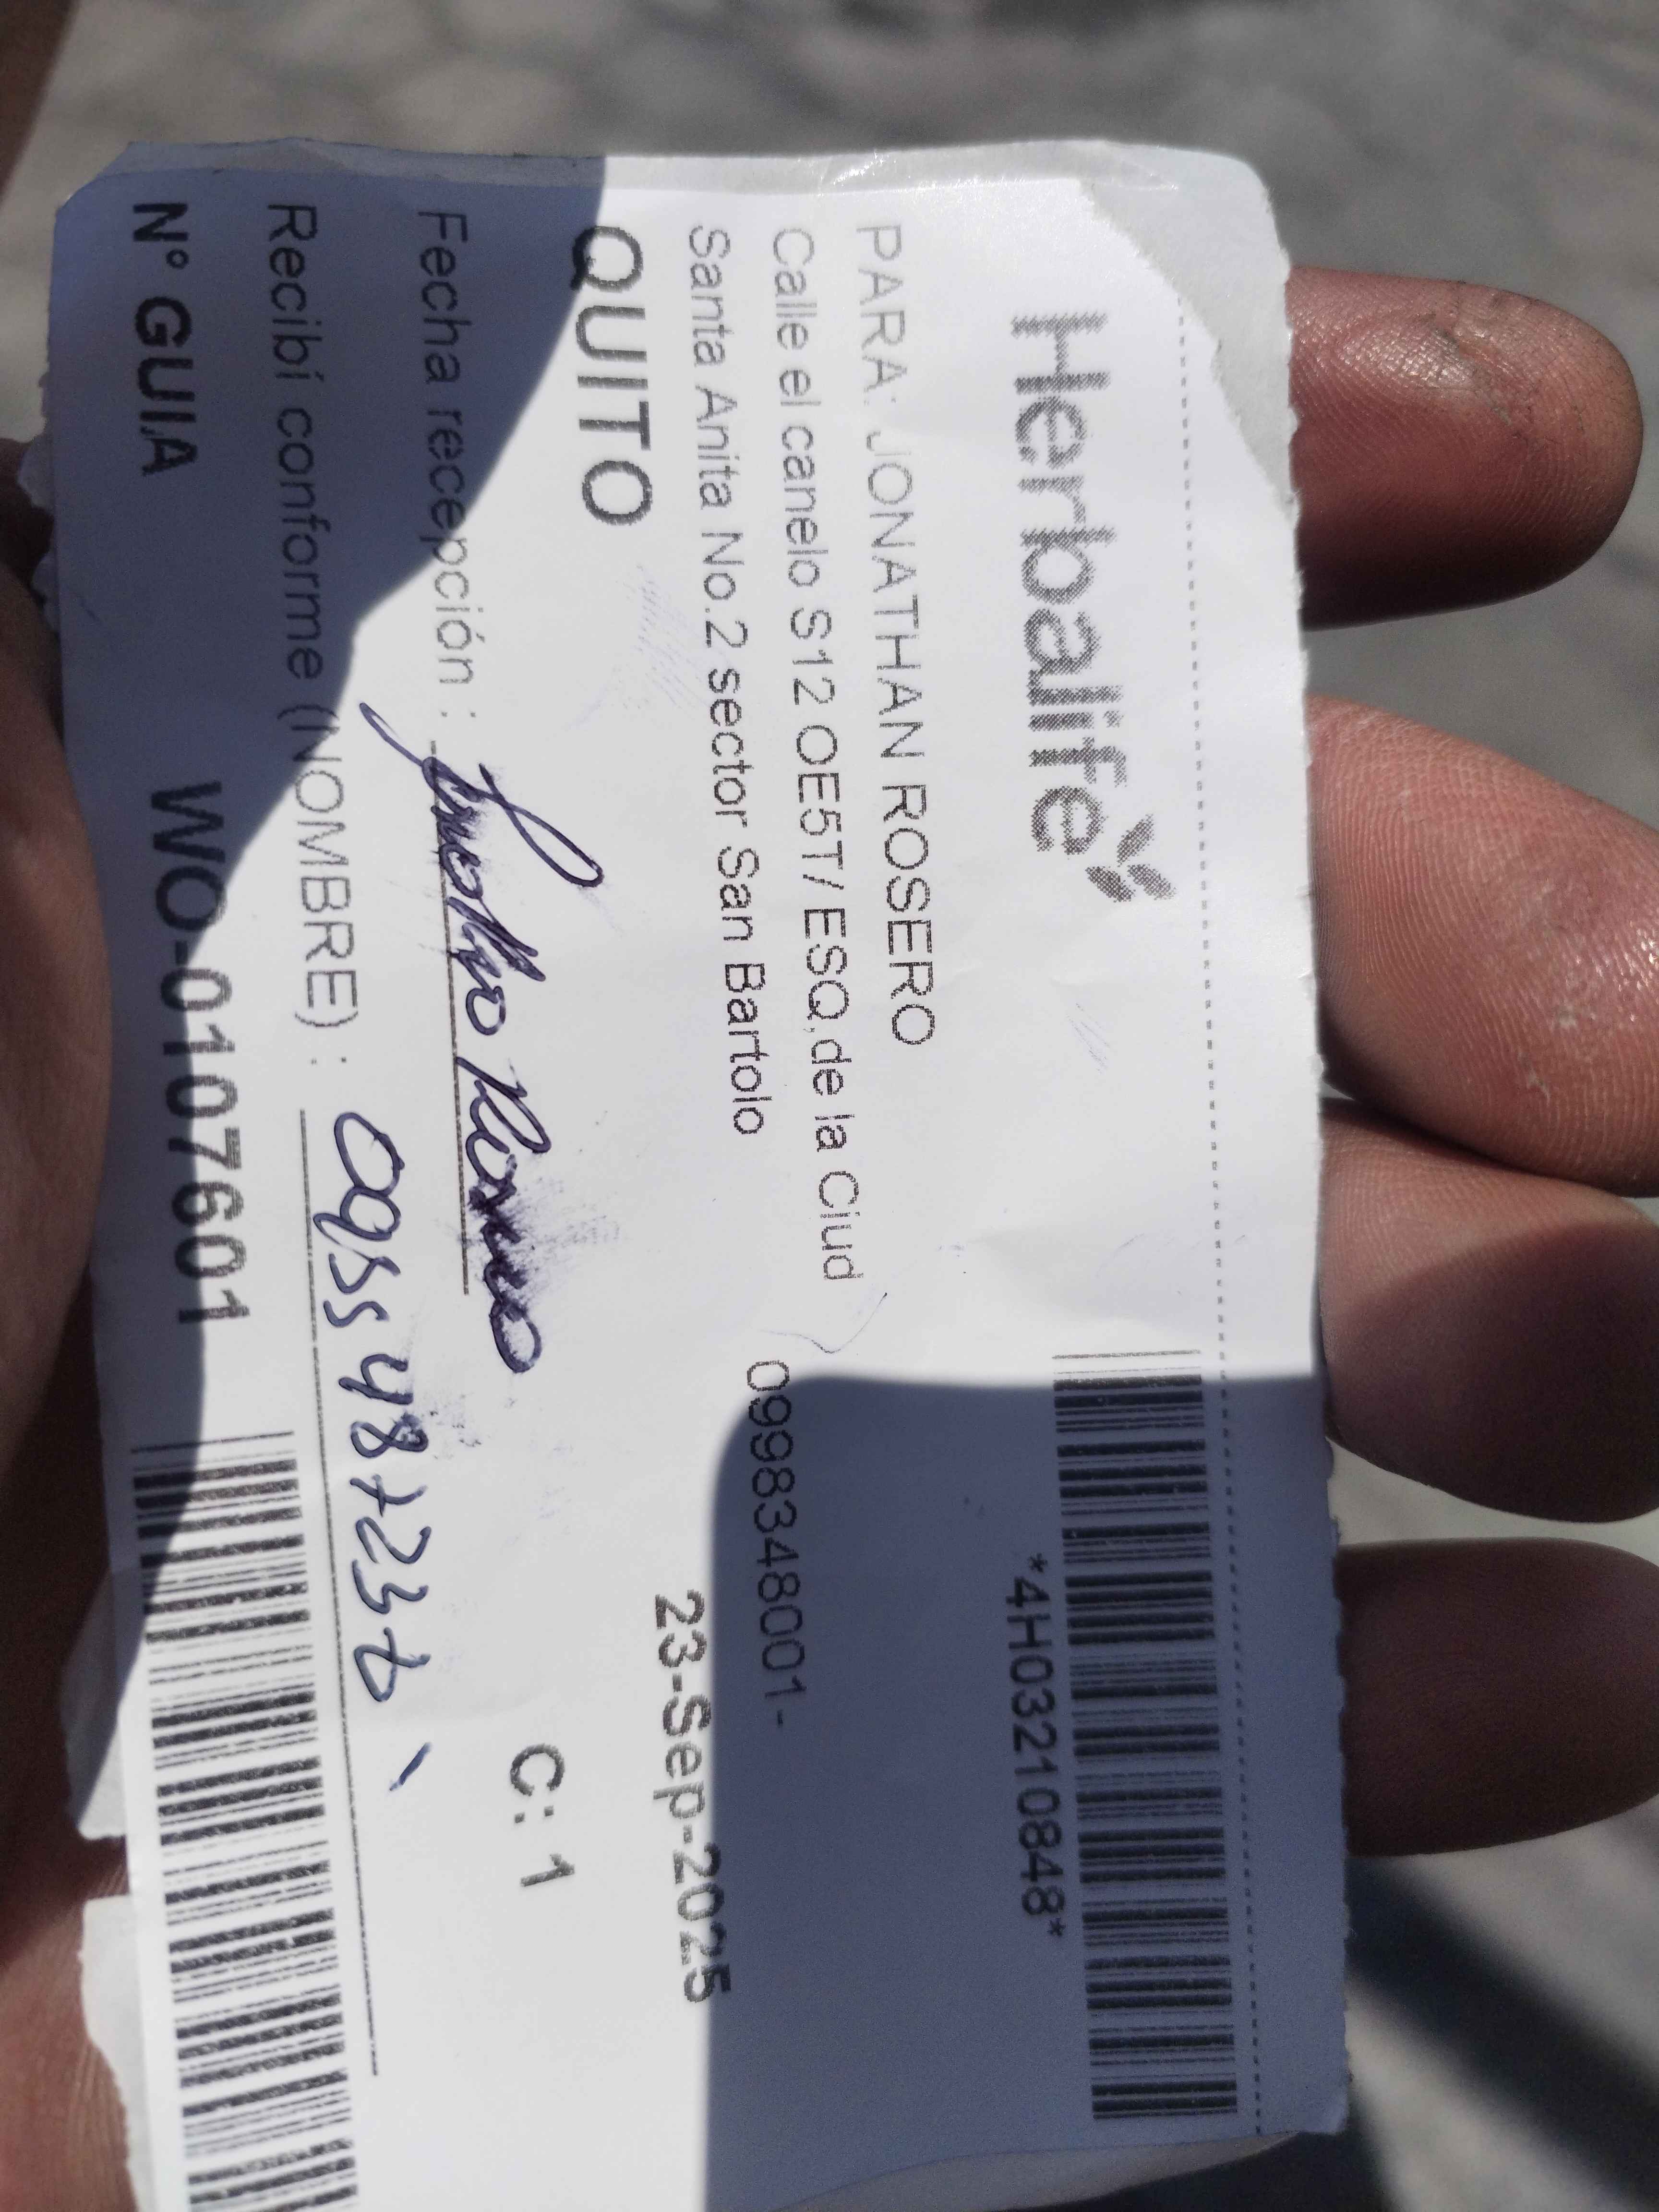 Herbalife
*4H03210848*
PARA: JONATHAN ROSERO
Calle el canelo S12 OE5T/ ESQ,de la Ciud
Santa Anita No.2 sector San Bartolo
0998348001-
QUITO
23-Sep-2025
C: 1
Fecha recepción :
Recibí conforme (NOMBRE) :
N° GUIA WO-0107601